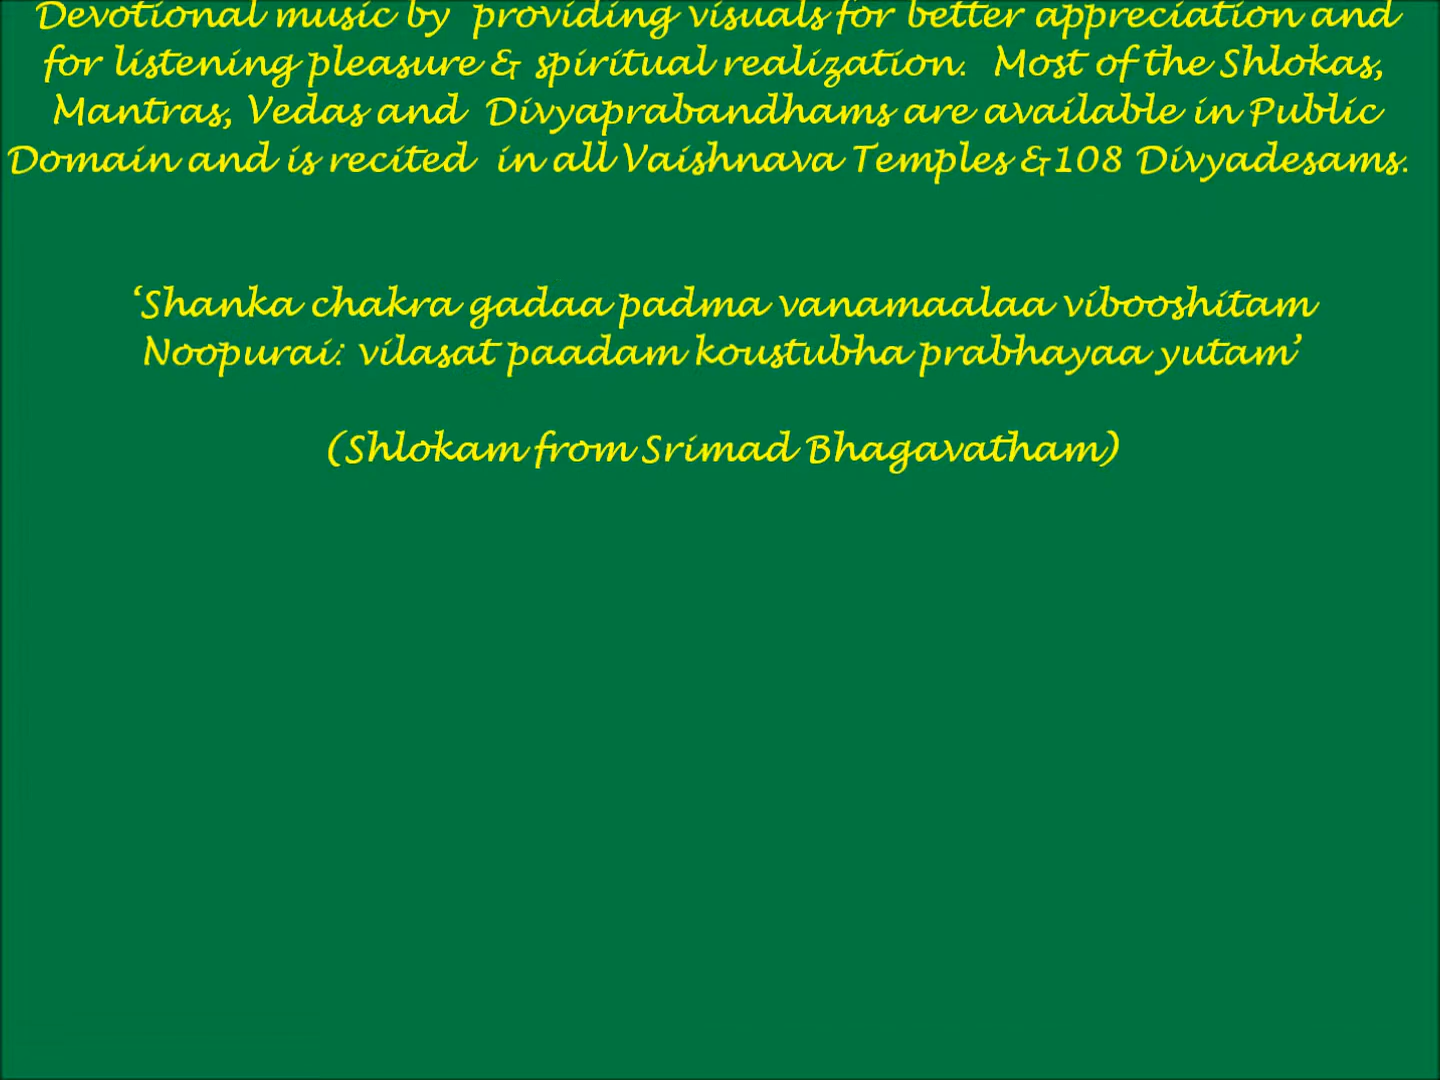 Devotional music by providing visuals for better appreciation and
for listening pleasure & spiritual realization. Most of the Shlokas,
Mantras, Vedas and Divyaprabandhams are available in Public
Domain and is recited in all Vaishnava Temples &108 Divyadesams.
‘Shanka chakra gadaa padma vanamaalaa vibooshitam
Noopurai: vilasat paadam koustubha prabhayaa yutam’
(Shlokam from Srimad Bhagavatham)